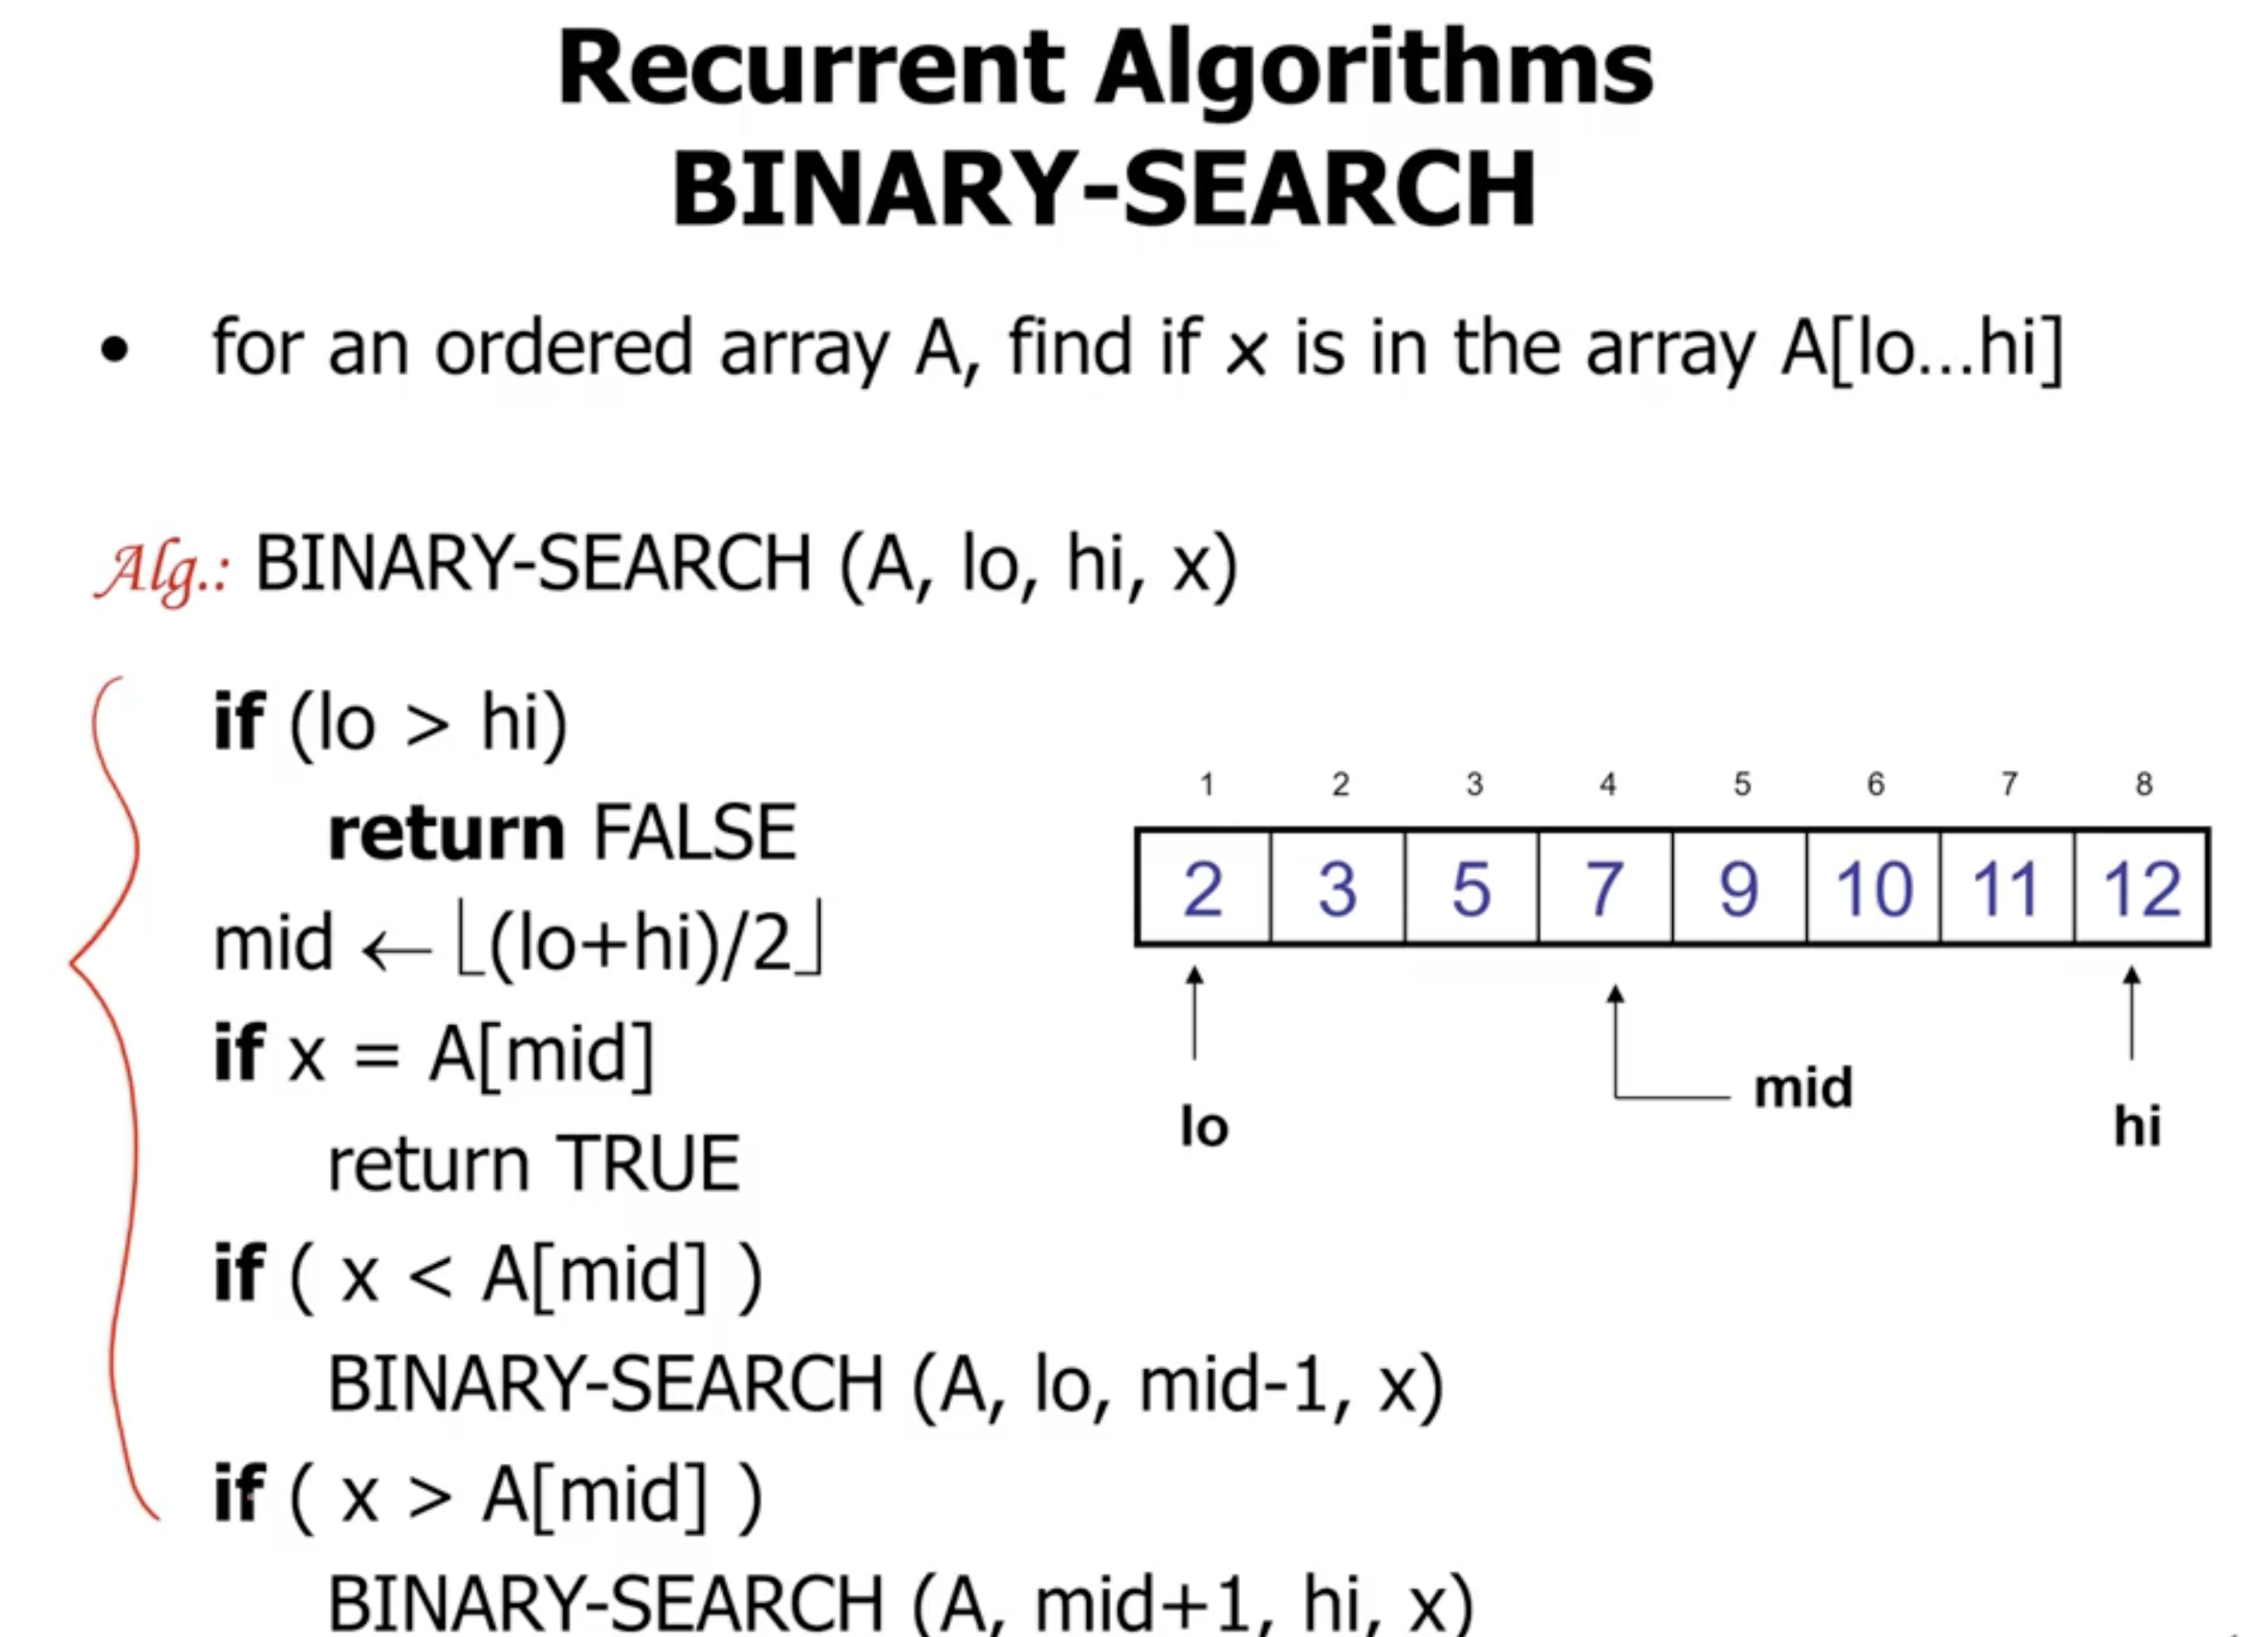 Recurrent Algorithms
BINARY-SEARCH
• for an ordered array A, find if x is in the array A[lo...hi]
Alg.: BINARY-SEARCH (A, lo, hi, x)
if (lo > hi)
return FALSE
mid ← ⌊(lo+hi)/2⌋
if x = A[mid]
return TRUE
if ( x < A[mid] )
BINARY-SEARCH (A, lo, mid-1, x)
if ( x > A[mid] )
BINARY-SEARCH (A, mid+1, hi, x)
1 2 3 4 5 6 7 8
2 3 5 7 9 10 11 12
mid
lo hi